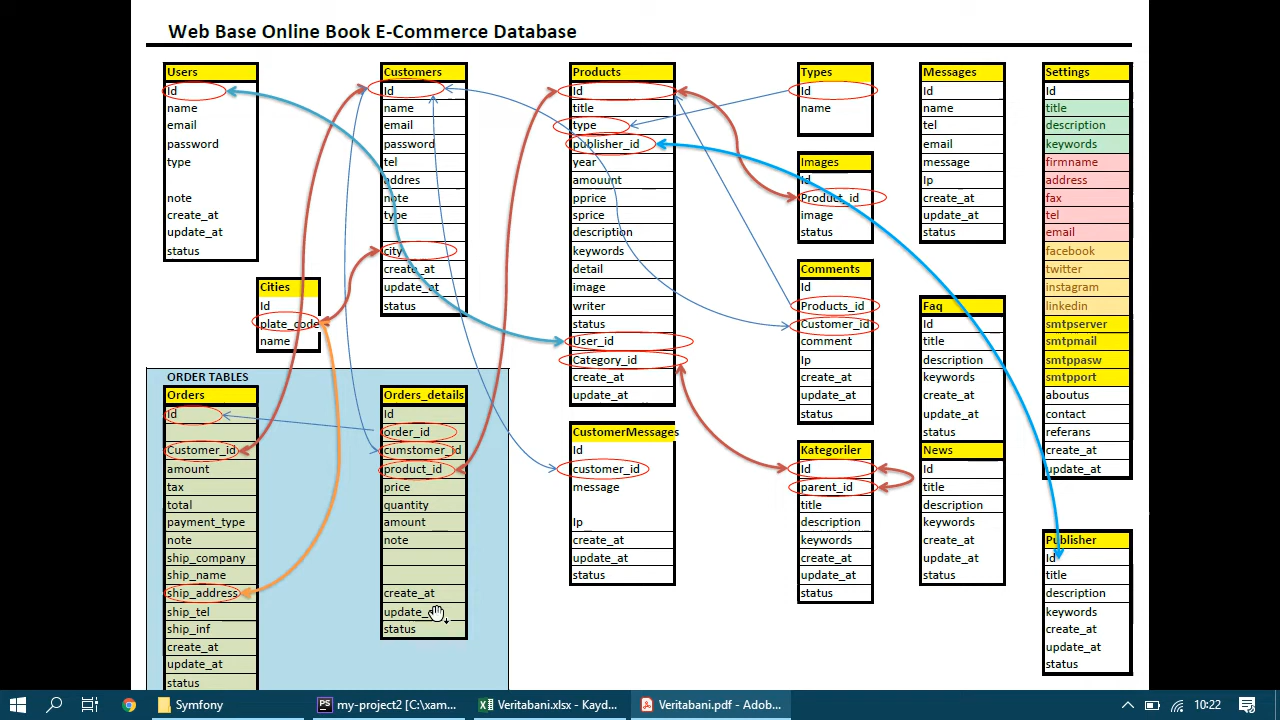 Web Base Online Book E-Commerce Database
Users
Id
name
email
password
type
note
create_at
update_at
status
Customers
Id
name
email
password
tel
addres
note
type
city
create_at
update_at
status
Products
Id
title
type
publisher_id
year
amouunt
pprice
sprice
description
keywords
detail
image
writer
status
User_id
Category_id
create_at
update_at
Types
Id
name
Images
Id
Product_id
image
status
Comments
Id
Products_id
Customer_id
comment
Ip
create_at
update_at
status
Kategoriler
Id
parent_id
title
description
keywords
create_at
update_at
status
Messages
Id
name
tel
email
message
Ip
create_at
update_at
status
Faq
Id
title
description
keywords
create_at
update_at
status
News
Id
title
description
keywords
create_at
update_at
status
Settings
Id
title
description
keywords
firmname
address
fax
tel
email
facebook
twitter
instagram
linkedin
smtpserver
smtpmail
smtppasw
smtpport
aboutus
contact
referans
create_at
update_at
Publisher
Id
title
description
keywords
create_at
update_at
status
Cities
Id
plate_code
name
ORDER TABLES
Orders
Id
Customer_id
amount
tax
total
payment_type
note
ship_company
ship_name
ship_address
ship_tel
ship_inf
create_at
update_at
status
Orders_details
Id
order_id
cumstomer_id
product_id
price
quantity
amount
note
create_at
update_
status
CustomerMessages
Id
customer_id
message
Ip
create_at
update_at
status
Symfony
PS my-project2 [C:\xam...
Veritabani.xlsx - Kayd...
Veritabani.pdf - Adob...
10:22